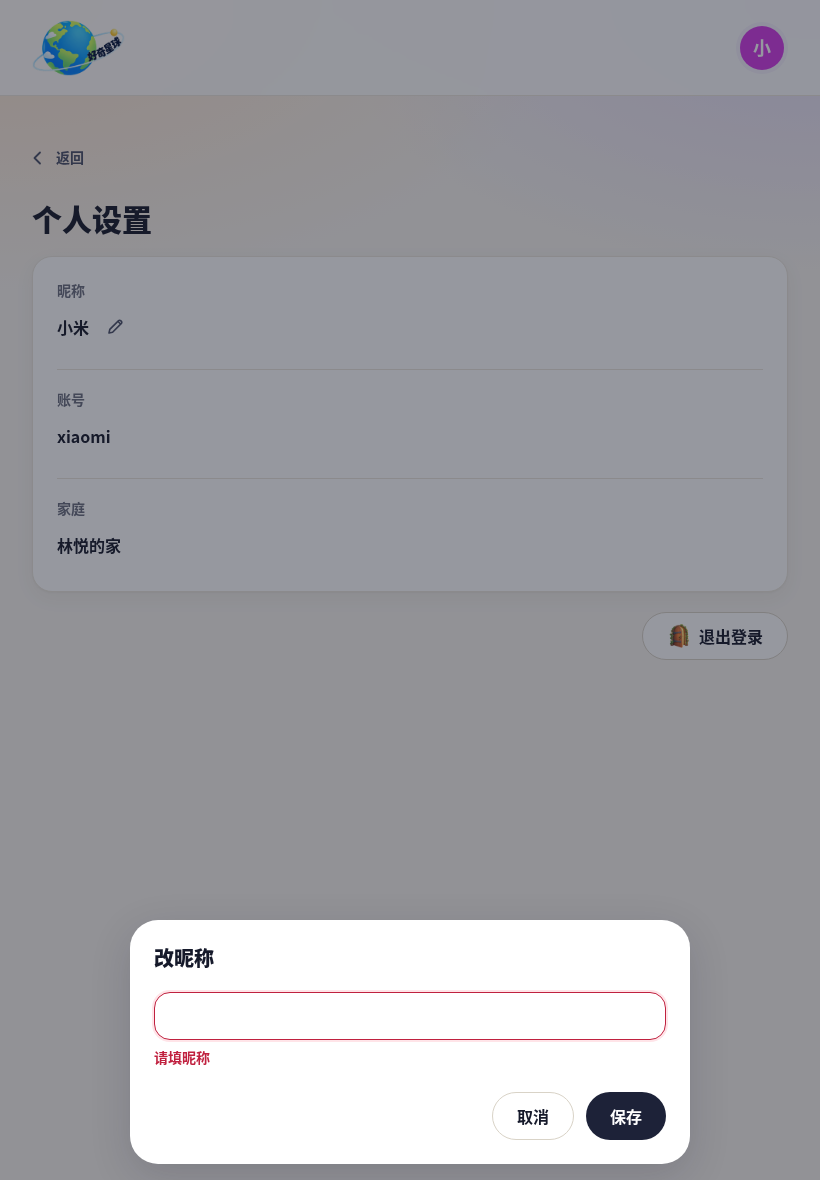 好奇星球
小
返回
个人设置
昵称
小米
账号
xiaomi
家庭
林悦的家
退出登录
改昵称
请填昵称
取消
保存